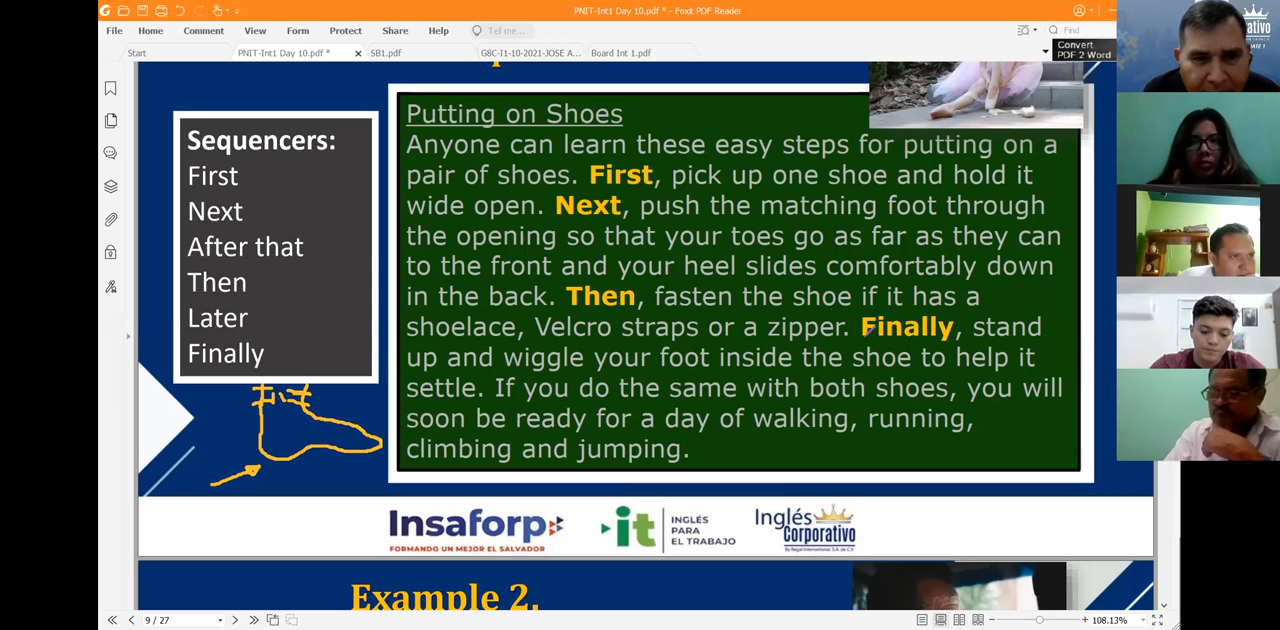 PNIT-Int1 Day 10.pdf * - Foxit PDF Reader
File Home Comment View Form Protect Share Help Tell me... Find
Start PNIT-Int1 Day 10.pdf * SB1.pdf G8C-I1-10-2021-JOSE A... Board Int 1.pdf
Convert
PDF 2 Word
Sequencers:
First
Next
After that
Then
Later
Finally
Putting on Shoes
Anyone can learn these easy steps for putting on a
pair of shoes. First, pick up one shoe and hold it
wide open. Next, push the matching foot through
the opening so that your toes go as far as they can
to the front and your heel slides comfortably down
in the back. Then, fasten the shoe if it has a
shoelace, Velcro straps or a zipper. Finally, stand
up and wiggle your foot inside the shoe to help it
settle. If you do the same with both shoes, you will
soon be ready for a day of walking, running,
climbing and jumping.
Insaforp
FORMANDO UN MEJOR EL SALVADOR
it
INGLÉS
PARA
EL TRABAJO
Inglés
Corporativo
By Regal International, S.A. de C.V.
Example 2.
9 / 27
108.13%